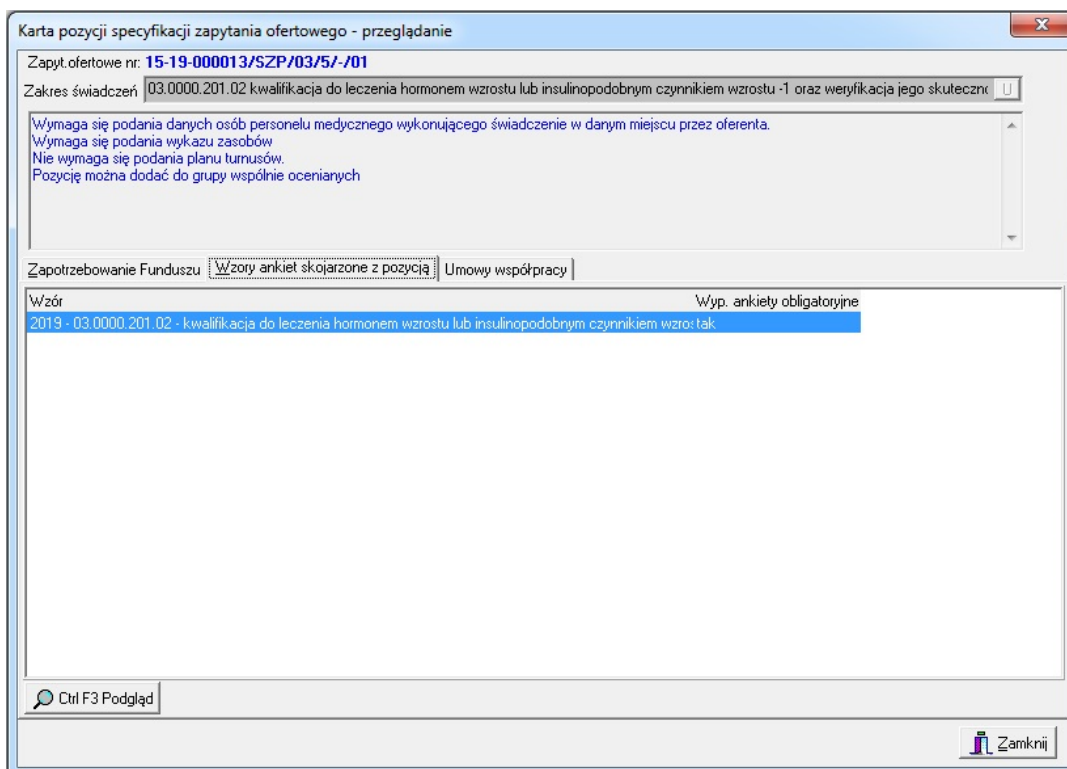 Karta pozycji specyfikacji zapytania ofertowego - przeglądanie
Zapyt.ofertowe nr: 15-19-000013/SZP/03/5/-/01
Zakres świadczeń 03.0000.201.02 kwalifikacja do leczenia hormonem wzrostu lub insulinopodobnym czynnikiem wzrostu -1 oraz weryfikacja jego skuteczno U
Wymaga się podania danych osób personelu medycznego wykonującego świadczenie w danym miejscu przez oferenta.
Wymaga się podania wykazu zasobów
Nie wymaga się podania planu turnusów.
Pozycję można dodać do grupy wspólnie ocenianych
Zapotrzebowanie Funduszu Wzory ankiet skojarzone z pozycją Umowy współpracy
Wzór Wyp. ankiety obligatoryjne
2019 - 03.0000.201.02 - kwalifikacja do leczenia hormonem wzrostu lub insulinopodobnym czynnikiem wzros tak
Ctrl F3 Podgląd
Zamknij